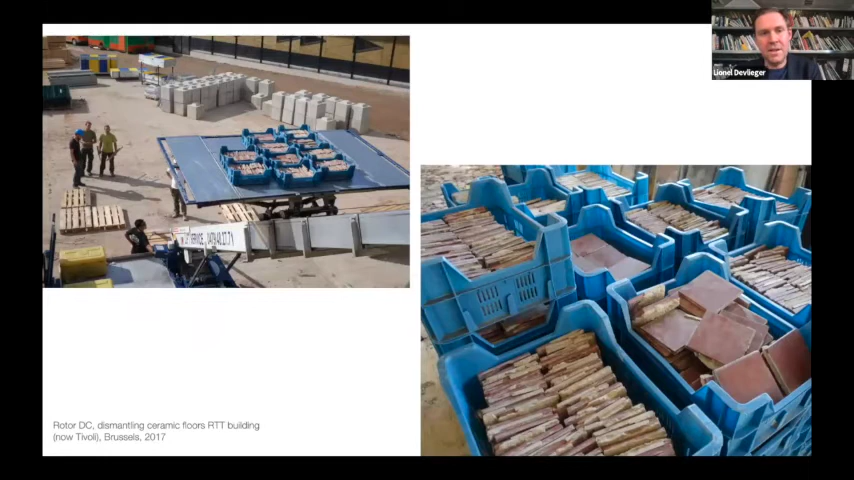 Lionel Devlieger
Rotor DC, dismantling ceramic floors RTT building
(now Tivoli), Brussels, 2017